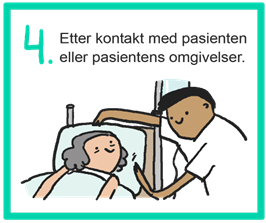 4. Etter kontakt med pasienten
eller pasientens omgivelser.